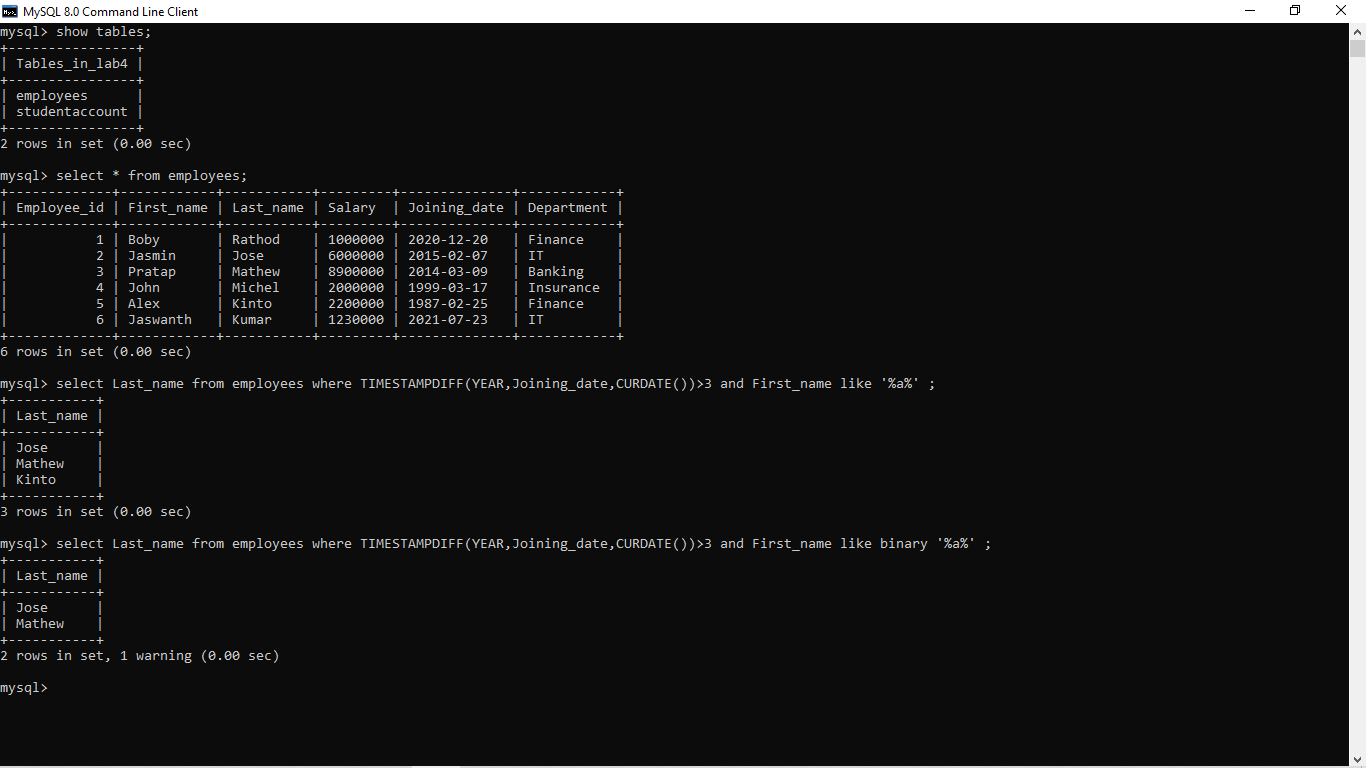 MySQL 8.0 Command Line Client
mysql> show tables;
+----------------+
| Tables_in_lab4 |
+----------------+
| employees      |
| studentaccount |
+----------------+
2 rows in set (0.00 sec)
mysql> select * from employees;
+-------------+------------+-----------+---------+--------------+------------+
| Employee_id | First_name | Last_name | Salary  | Joining_date | Department |
+-------------+------------+-----------+---------+--------------+------------+
|           1 | Boby       | Rathod    | 1000000 | 2020-12-20   | Finance    |
|           2 | Jasmin     | Jose      | 6000000 | 2015-02-07   | IT         |
|           3 | Pratap     | Mathew    | 8900000 | 2014-03-09   | Banking    |
|           4 | John       | Michel    | 2000000 | 1999-03-17   | Insurance  |
|           5 | Alex       | Kinto     | 2200000 | 1987-02-25   | Finance    |
|           6 | Jaswanth   | Kumar     | 1230000 | 2021-07-23   | IT         |
+-------------+------------+-----------+---------+--------------+------------+
6 rows in set (0.00 sec)
mysql> select Last_name from employees where TIMESTAMPDIFF(YEAR,Joining_date,CURDATE())>3 and First_name like '%a%' ;
+-----------+
| Last_name |
+-----------+
| Jose      |
| Mathew    |
| Kinto     |
+-----------+
3 rows in set (0.00 sec)
mysql> select Last_name from employees where TIMESTAMPDIFF(YEAR,Joining_date,CURDATE())>3 and First_name like binary '%a%' ;
+-----------+
| Last_name |
+-----------+
| Jose      |
| Mathew    |
+-----------+
2 rows in set, 1 warning (0.00 sec)
mysql>